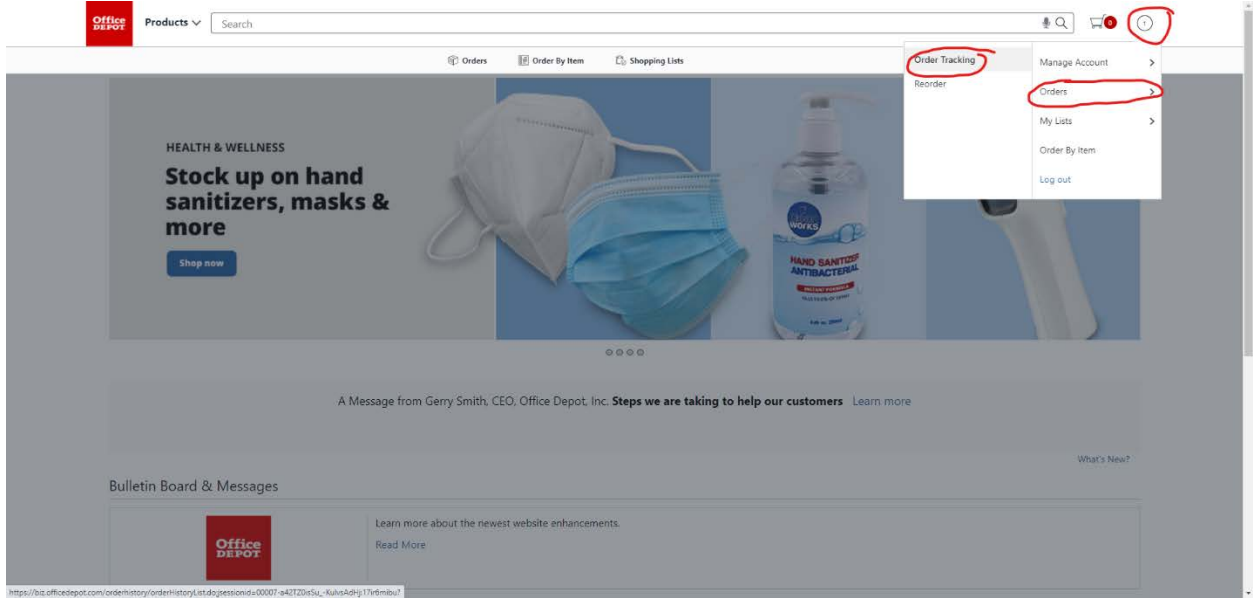 Office
DEPOT
Products
Search
0
Orders
Order By Item
Shopping Lists
Order Tracking
Reorder
Manage Account
Orders
My Lists
Order By Item
Log out
HEALTH & WELLNESS
Stock up on hand
sanitizers, masks &
more
Shop now
WORKS
HAND SANITIZER
ANTIBACTERIAL
A Message from Gerry Smith, CEO, Office Depot, Inc. Steps we are taking to help our customers Learn more
What's New?
Bulletin Board & Messages
Office
DEPOT
Learn more about the newest website enhancements.
Read More